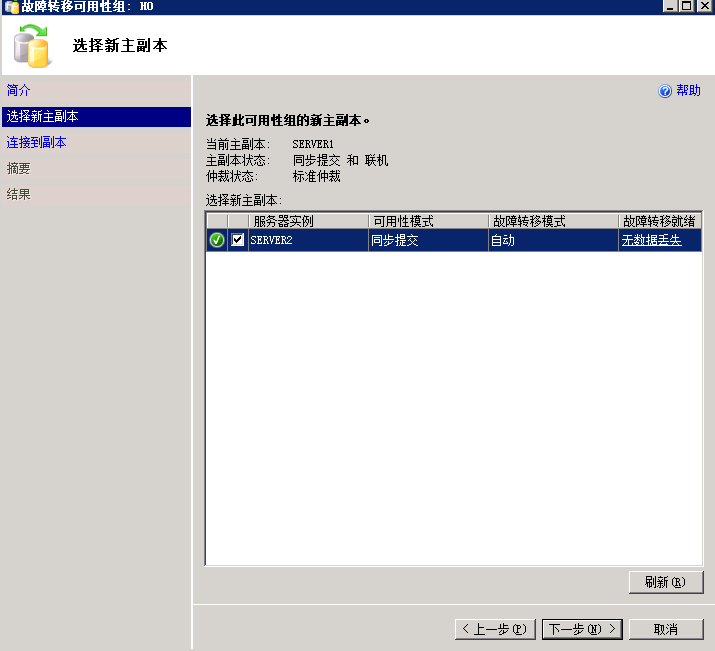 故障转移可用性组: HO
选择新主副本
简介
选择新主副本
连接到副本
摘要
结果
帮助
选择此可用性组的新主副本。
当前主副本: SERVER1
主副本状态: 同步提交 和 联机
仲裁状态: 标准仲裁
选择新主副本:
服务器实例 可用性模式 故障转移模式 故障转移就绪
SERVER2 同步提交 自动 无数据丢失
刷新(R)
< 上一步(P) 下一步(N) > 取消